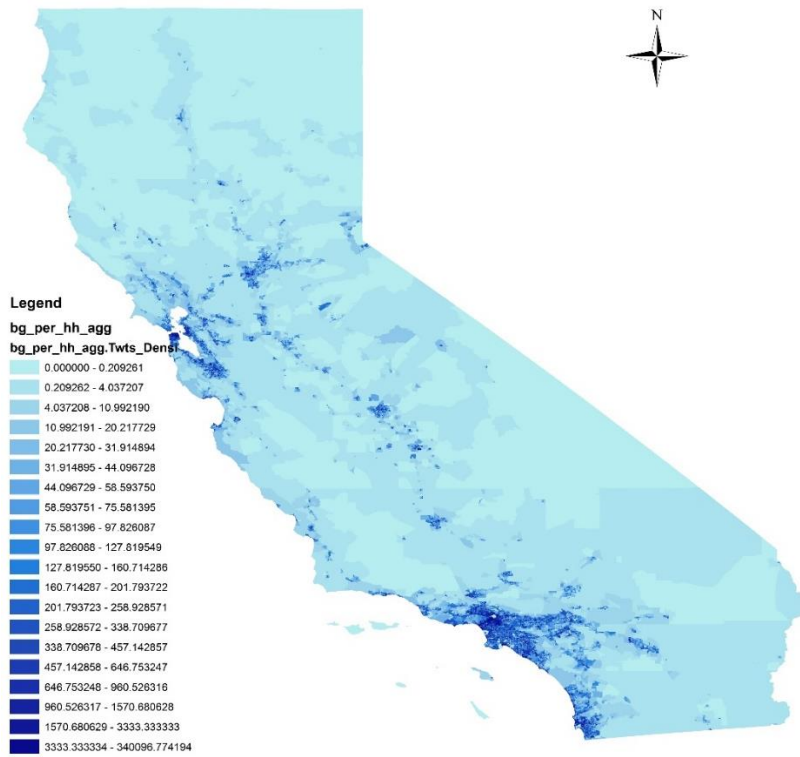 N
Legend
bg_per_hh_agg
bg_per_hh_agg.Twts_Densi
0.000000 - 0.209261
0.209262 - 4.037207
4.037208 - 10.992190
10.992191 - 20.217729
20.217730 - 31.914894
31.914895 - 44.096728
44.096729 - 58.593750
58.593751 - 75.581395
75.581396 - 97.826087
97.826088 - 127.819549
127.819550 - 160.714286
160.714287 - 201.793722
201.793723 - 258.928571
258.928572 - 338.709677
338.709678 - 457.142857
457.142858 - 646.753247
646.753248 - 960.526316
960.526317 - 1570.680628
1570.680629 - 3333.333333
3333.333334 - 340096.774194